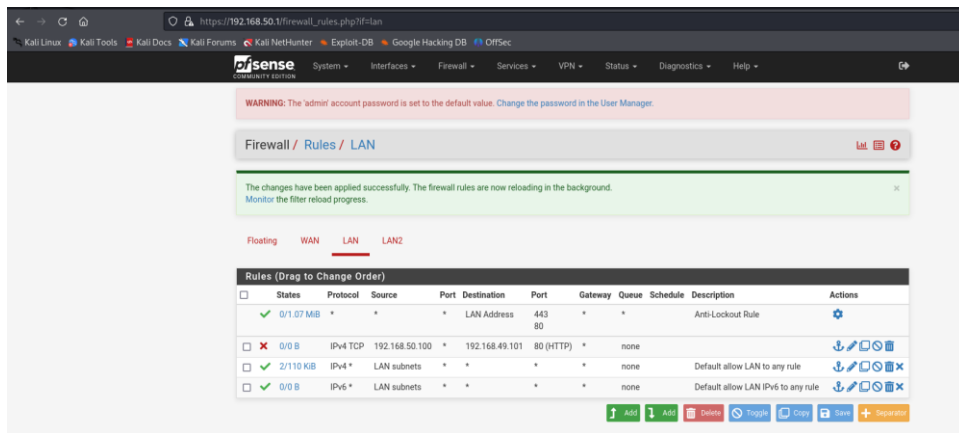 https://192.168.50.1/firewall_rules.php?if=lan
Kali Linux Kali Tools Kali Docs Kali Forums Kali NetHunter Exploit-DB Google Hacking DB OffSec
pfsense COMMUNITY EDITION System Interfaces Firewall Services VPN Status Diagnostics Help
WARNING: The 'admin' account password is set to the default value. Change the password in the User Manager.
Firewall / Rules / LAN
The changes have been applied successfully. The firewall rules are now reloading in the background.
Monitor the filter reload progress.
Floating WAN LAN LAN2
Rules (Drag to Change Order)
States Protocol Source Port Destination Port Gateway Queue Schedule Description Actions
0/1.07 MiB * * * LAN Address 443 80 * * Anti-Lockout Rule
0/0 B IPv4 TCP 192.168.50.100 * 192.168.49.101 80 (HTTP) * none
2/110 KiB IPv4 * LAN subnets * * * * none Default allow LAN to any rule
0/0 B IPv6 * LAN subnets * * * * none Default allow LAN IPv6 to any rule
Add Add Delete Toggle Copy Save Separator